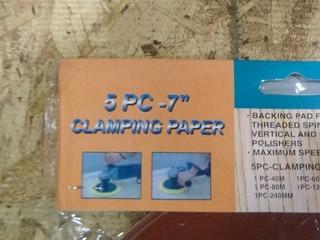 5 PC -7"
CLAMPING PAPER
· BACKING PAD F
THREADED SPIN
VERTICAL AND
POLISHERS
· MAXIMUM SPEE
5PC-CLAMPING
1 PC-40M 1PC-60
1 PC-80M 1PC-12
1PC-240MM